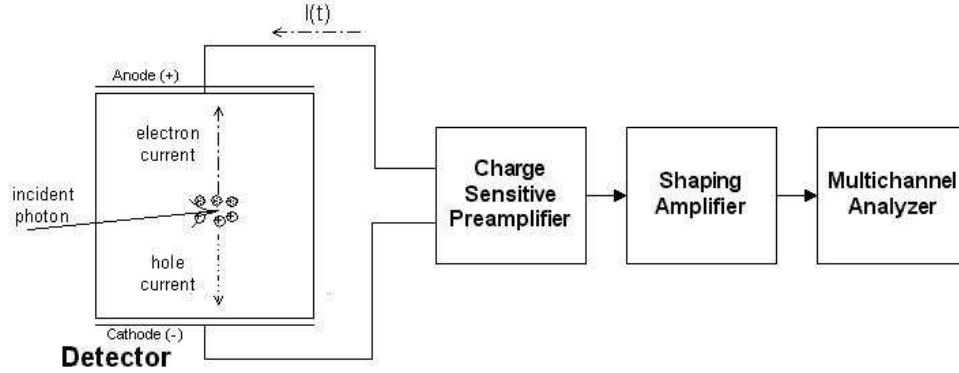 I(t)
Anode (+)
electron
current
incident
photon
hole
current
Cathode (-)
Detector
Charge
Sensitive
Preamplifier
Shaping
Amplifier
Multichannel
Analyzer